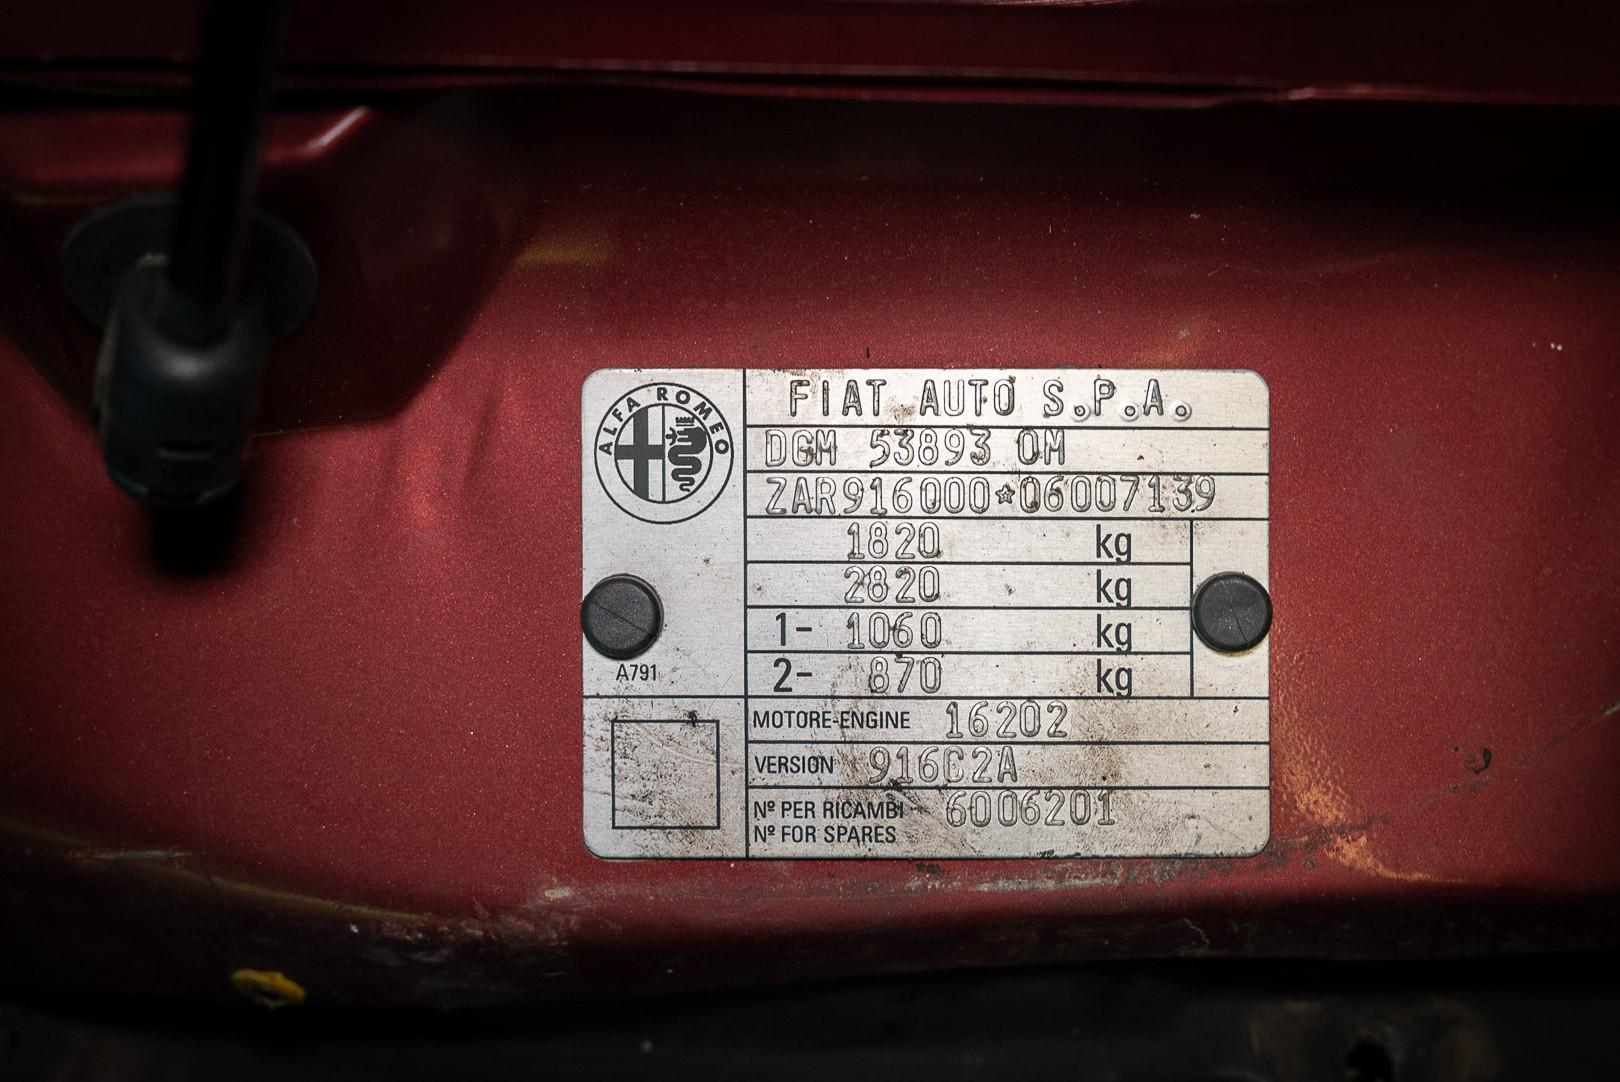 ALFA ROMEO
FIAT AUTO S.P.A.
DGM 53893 OM
ZAR916000*06007139
1820 kg
2820 kg
1- 1060 kg
2- 870 kg
A791
MOTORE-ENGINE 16202
VERSION 916C2A
Nº PER RICAMBI 6006201
Nº FOR SPARES